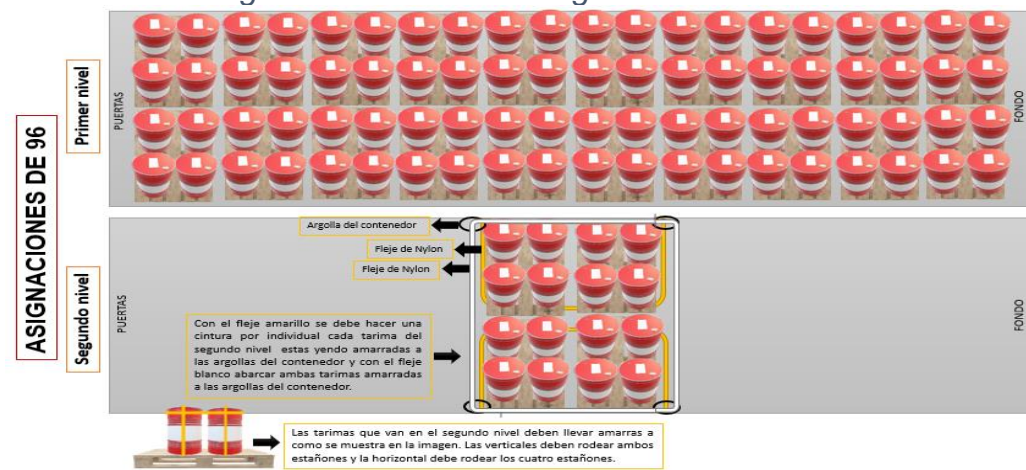 ASIGNACIONES DE 96
Primer nivel
PUERTAS
FONDO
Segundo nivel
PUERTAS
FONDO
Argolla del contenedor
Fleje de Nylon
Fleje de Nylon
Con el fleje amarillo se debe hacer una
cintura por individual cada tarima del
segundo nivel estas yendo amarradas a
las argollas del contenedor y con el fleje
blanco abarcar ambas tarimas amarradas
a las argollas del contenedor.
Las tarimas que van en el segundo nivel deben llevar amarras a
como se muestra en la imagen. Las verticales deben rodear ambos
estañones y la horizontal debe rodear los cuatro estañones.